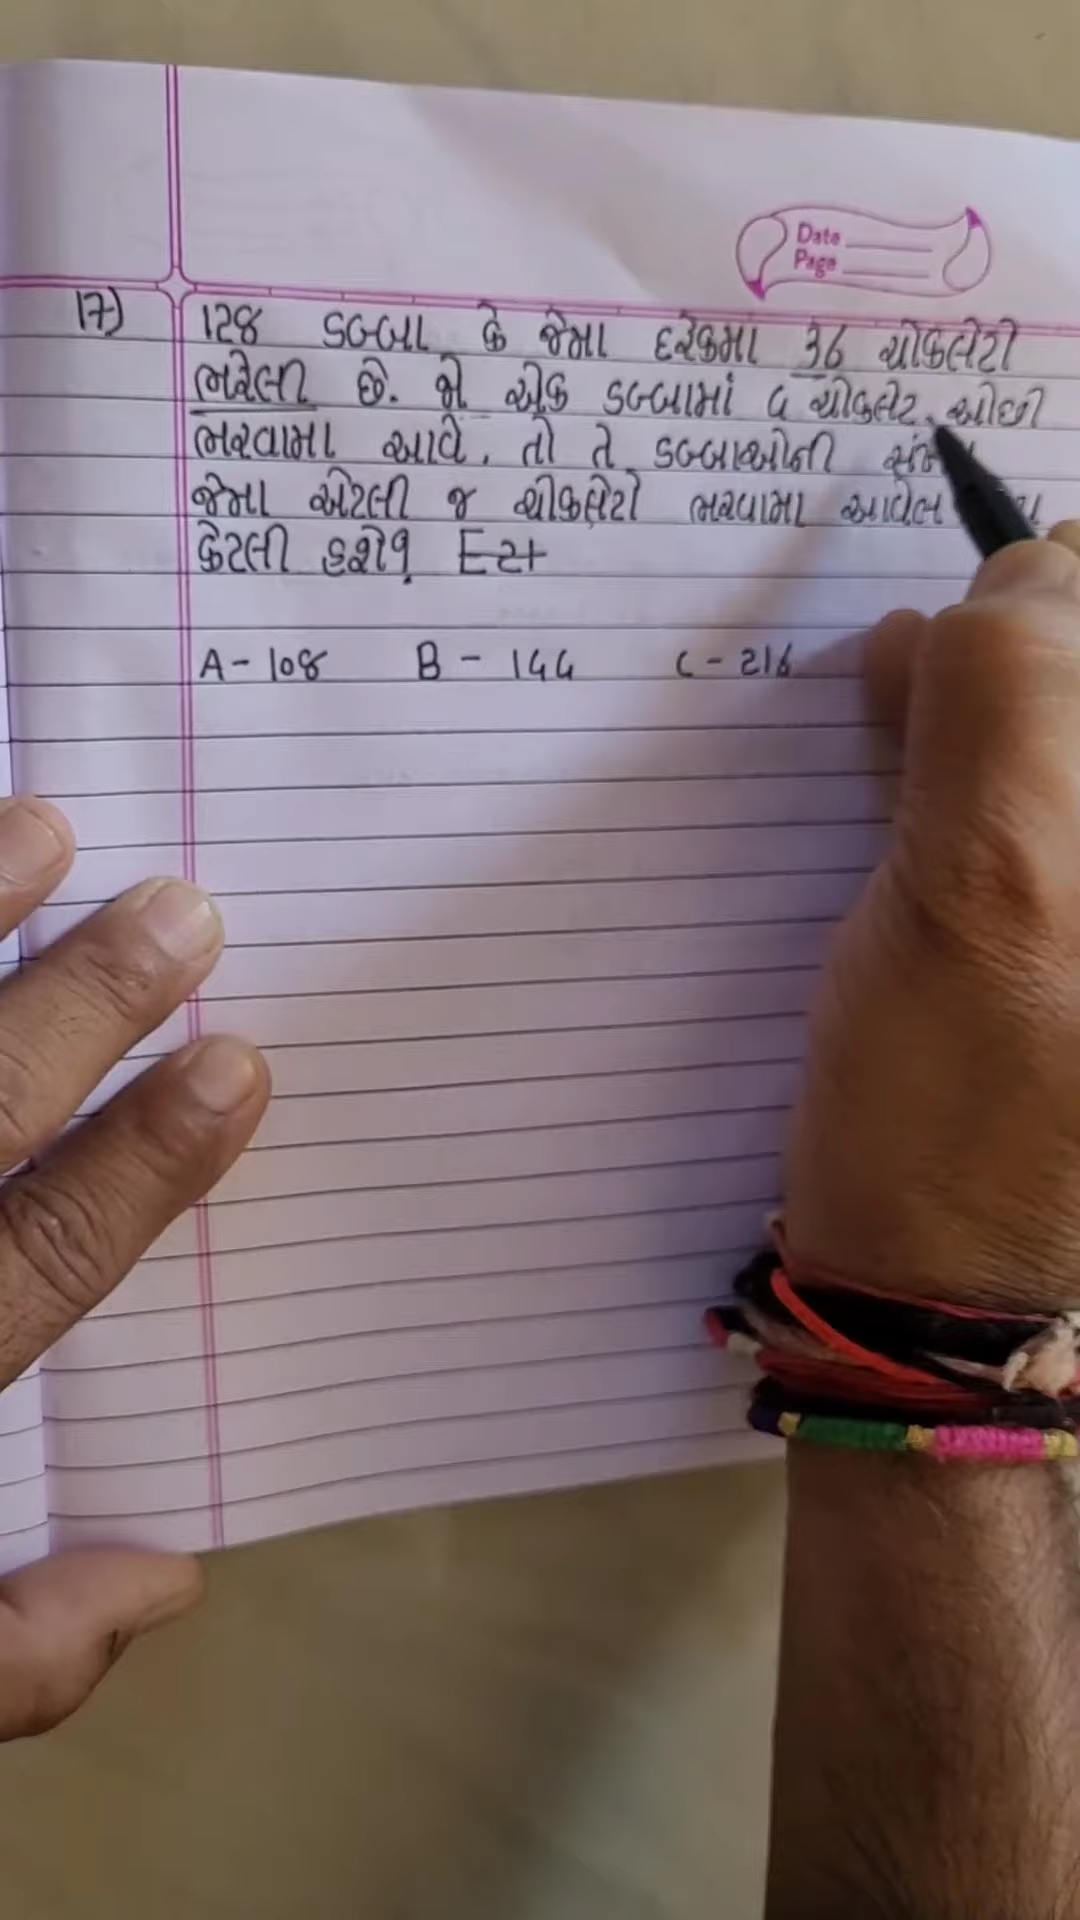 Date
Page
17) 128 ડબ્બા કે જેમા દરેકમા 36 ચોકલેટો
ભરેલી છે. જો એક ડબ્બામાં 4 ચોકલેટ ઓછી
ભરવામા આવે, તો તે ડબ્બાઓની
જેમા એટલી જ ચોકલેટો ભરવામા આવેલ
કેટલી હશે?
A - 108 B - 144 C - 216